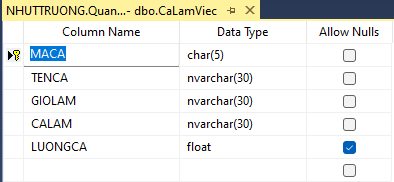 NHUTTRUONG.Quan...- dbo.CaLamViec
Column Name Data Type Allow Nulls
MACA char(5)
TENCA nvarchar(30)
GIOLAM nvarchar(30)
CALAM nvarchar(30)
LUONGCA float